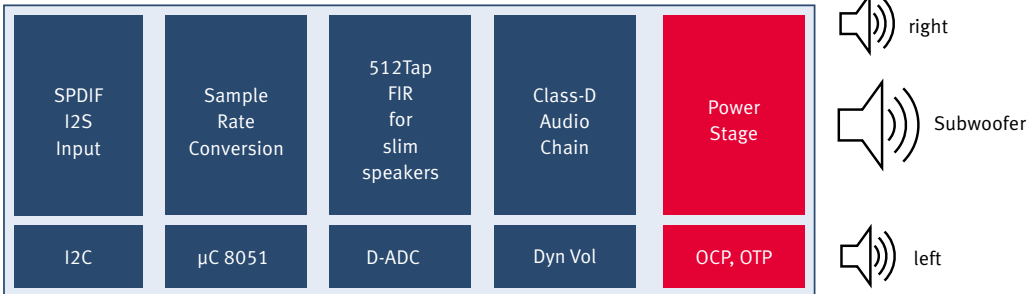 SPDIF
I2S
Input
Sample
Rate
Conversion
512Tap
FIR
for
slim
speakers
Class-D
Audio
Chain
Power
Stage
right
Subwoofer
I2C
µC 8051
D-ADC
Dyn Vol
OCP, OTP
left